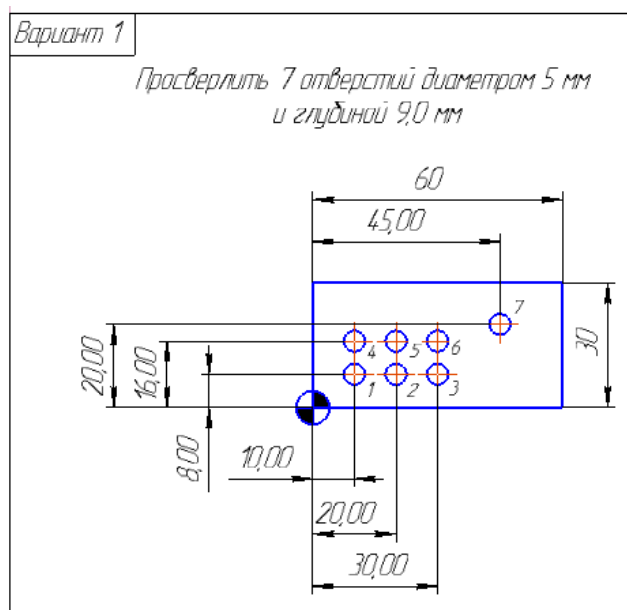 Вариант 1
Просверлить 7 отверстий диаметром 5 мм
и глубиной 9,0 мм
60
45,00
7
4 5 6
1 2 3
20,00
16,00
8,00
30
10,00
20,00
30,00